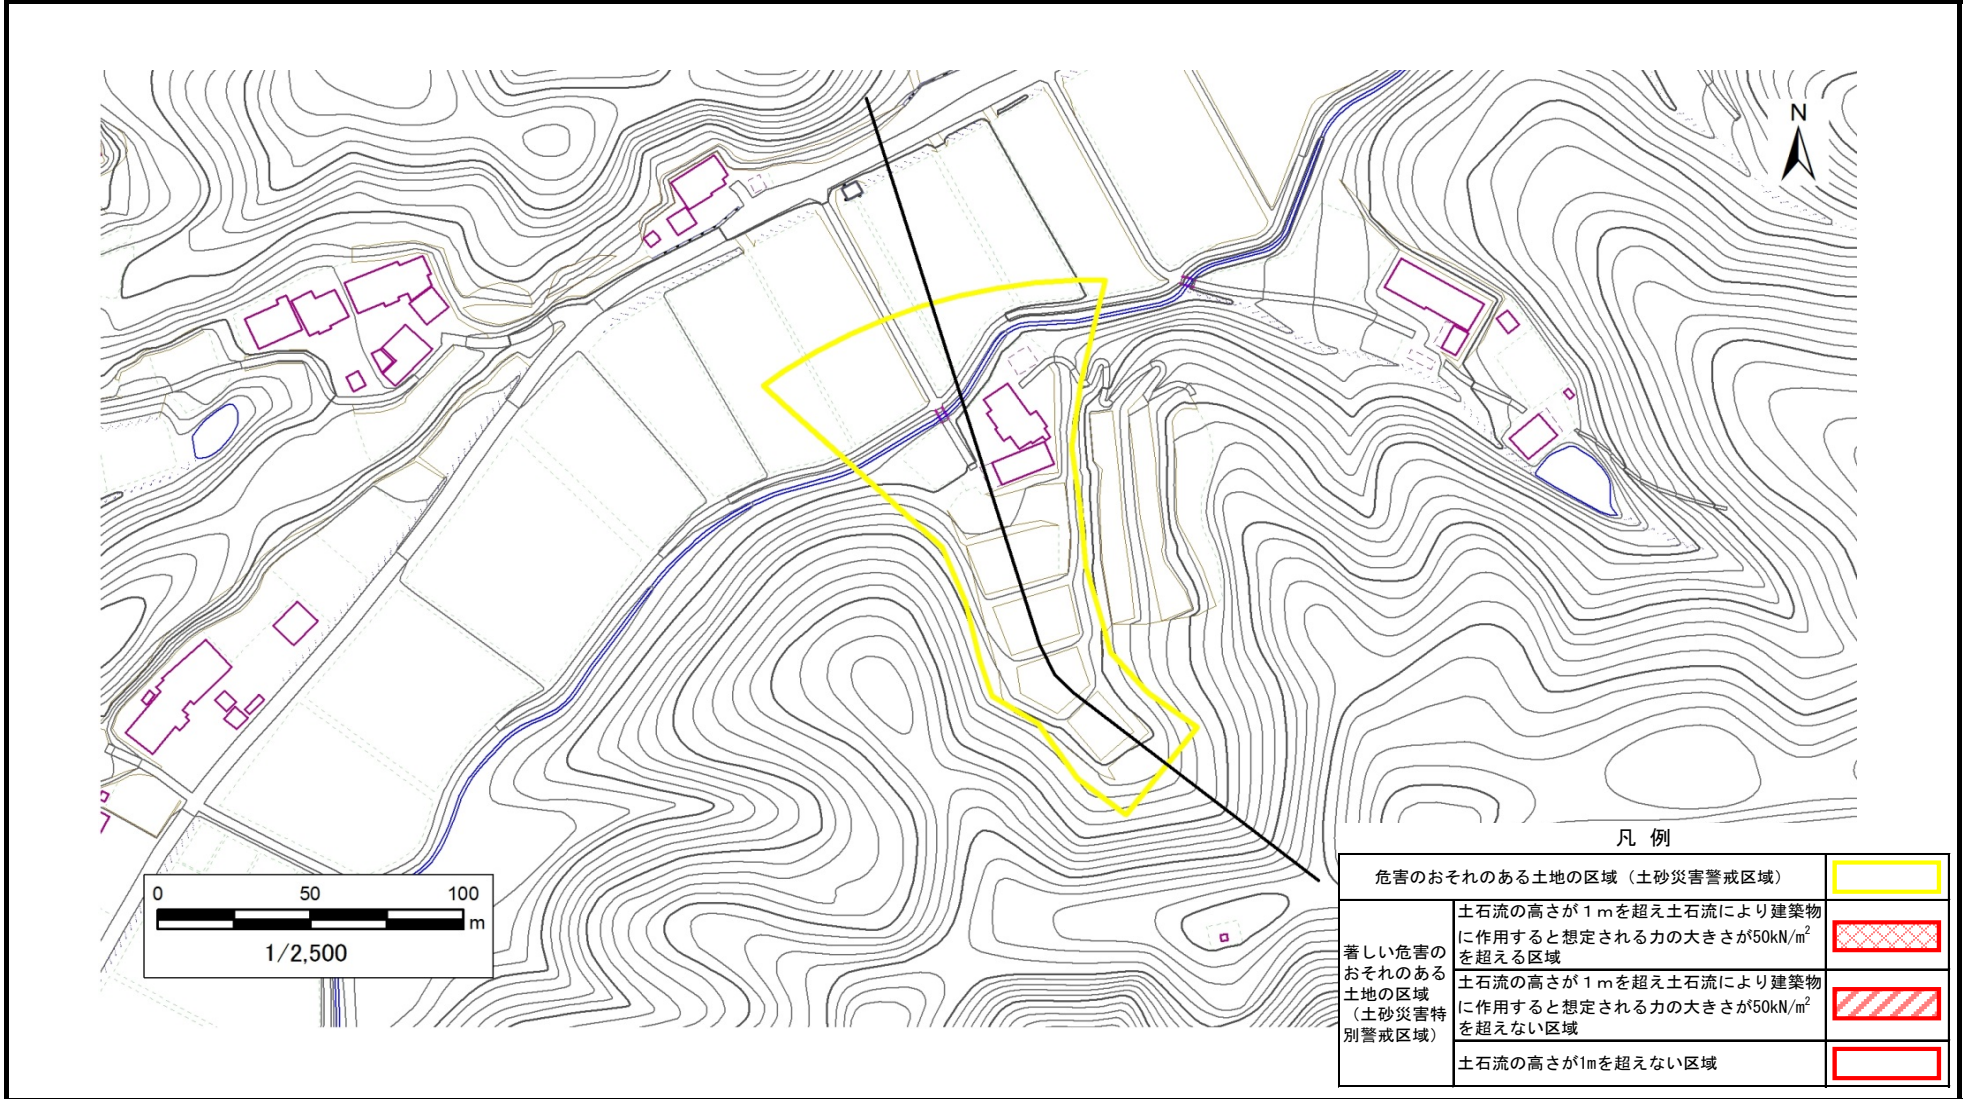 N
0 50 100
m
1/2,500
凡 例
危害のおそれのある土地の区域（土砂災害警戒区域）
著しい危害の
おそれのある
土地の区域
（土砂災害特
別警戒区域）
土石流の高さが１ｍを超え土石流により建築物
に作用すると想定される力の大きさが50kN/m²
を超える区域
土石流の高さが１ｍを超え土石流により建築物
に作用すると想定される力の大きさが50kN/m²
を超えない区域
土石流の高さが1mを超えない区域